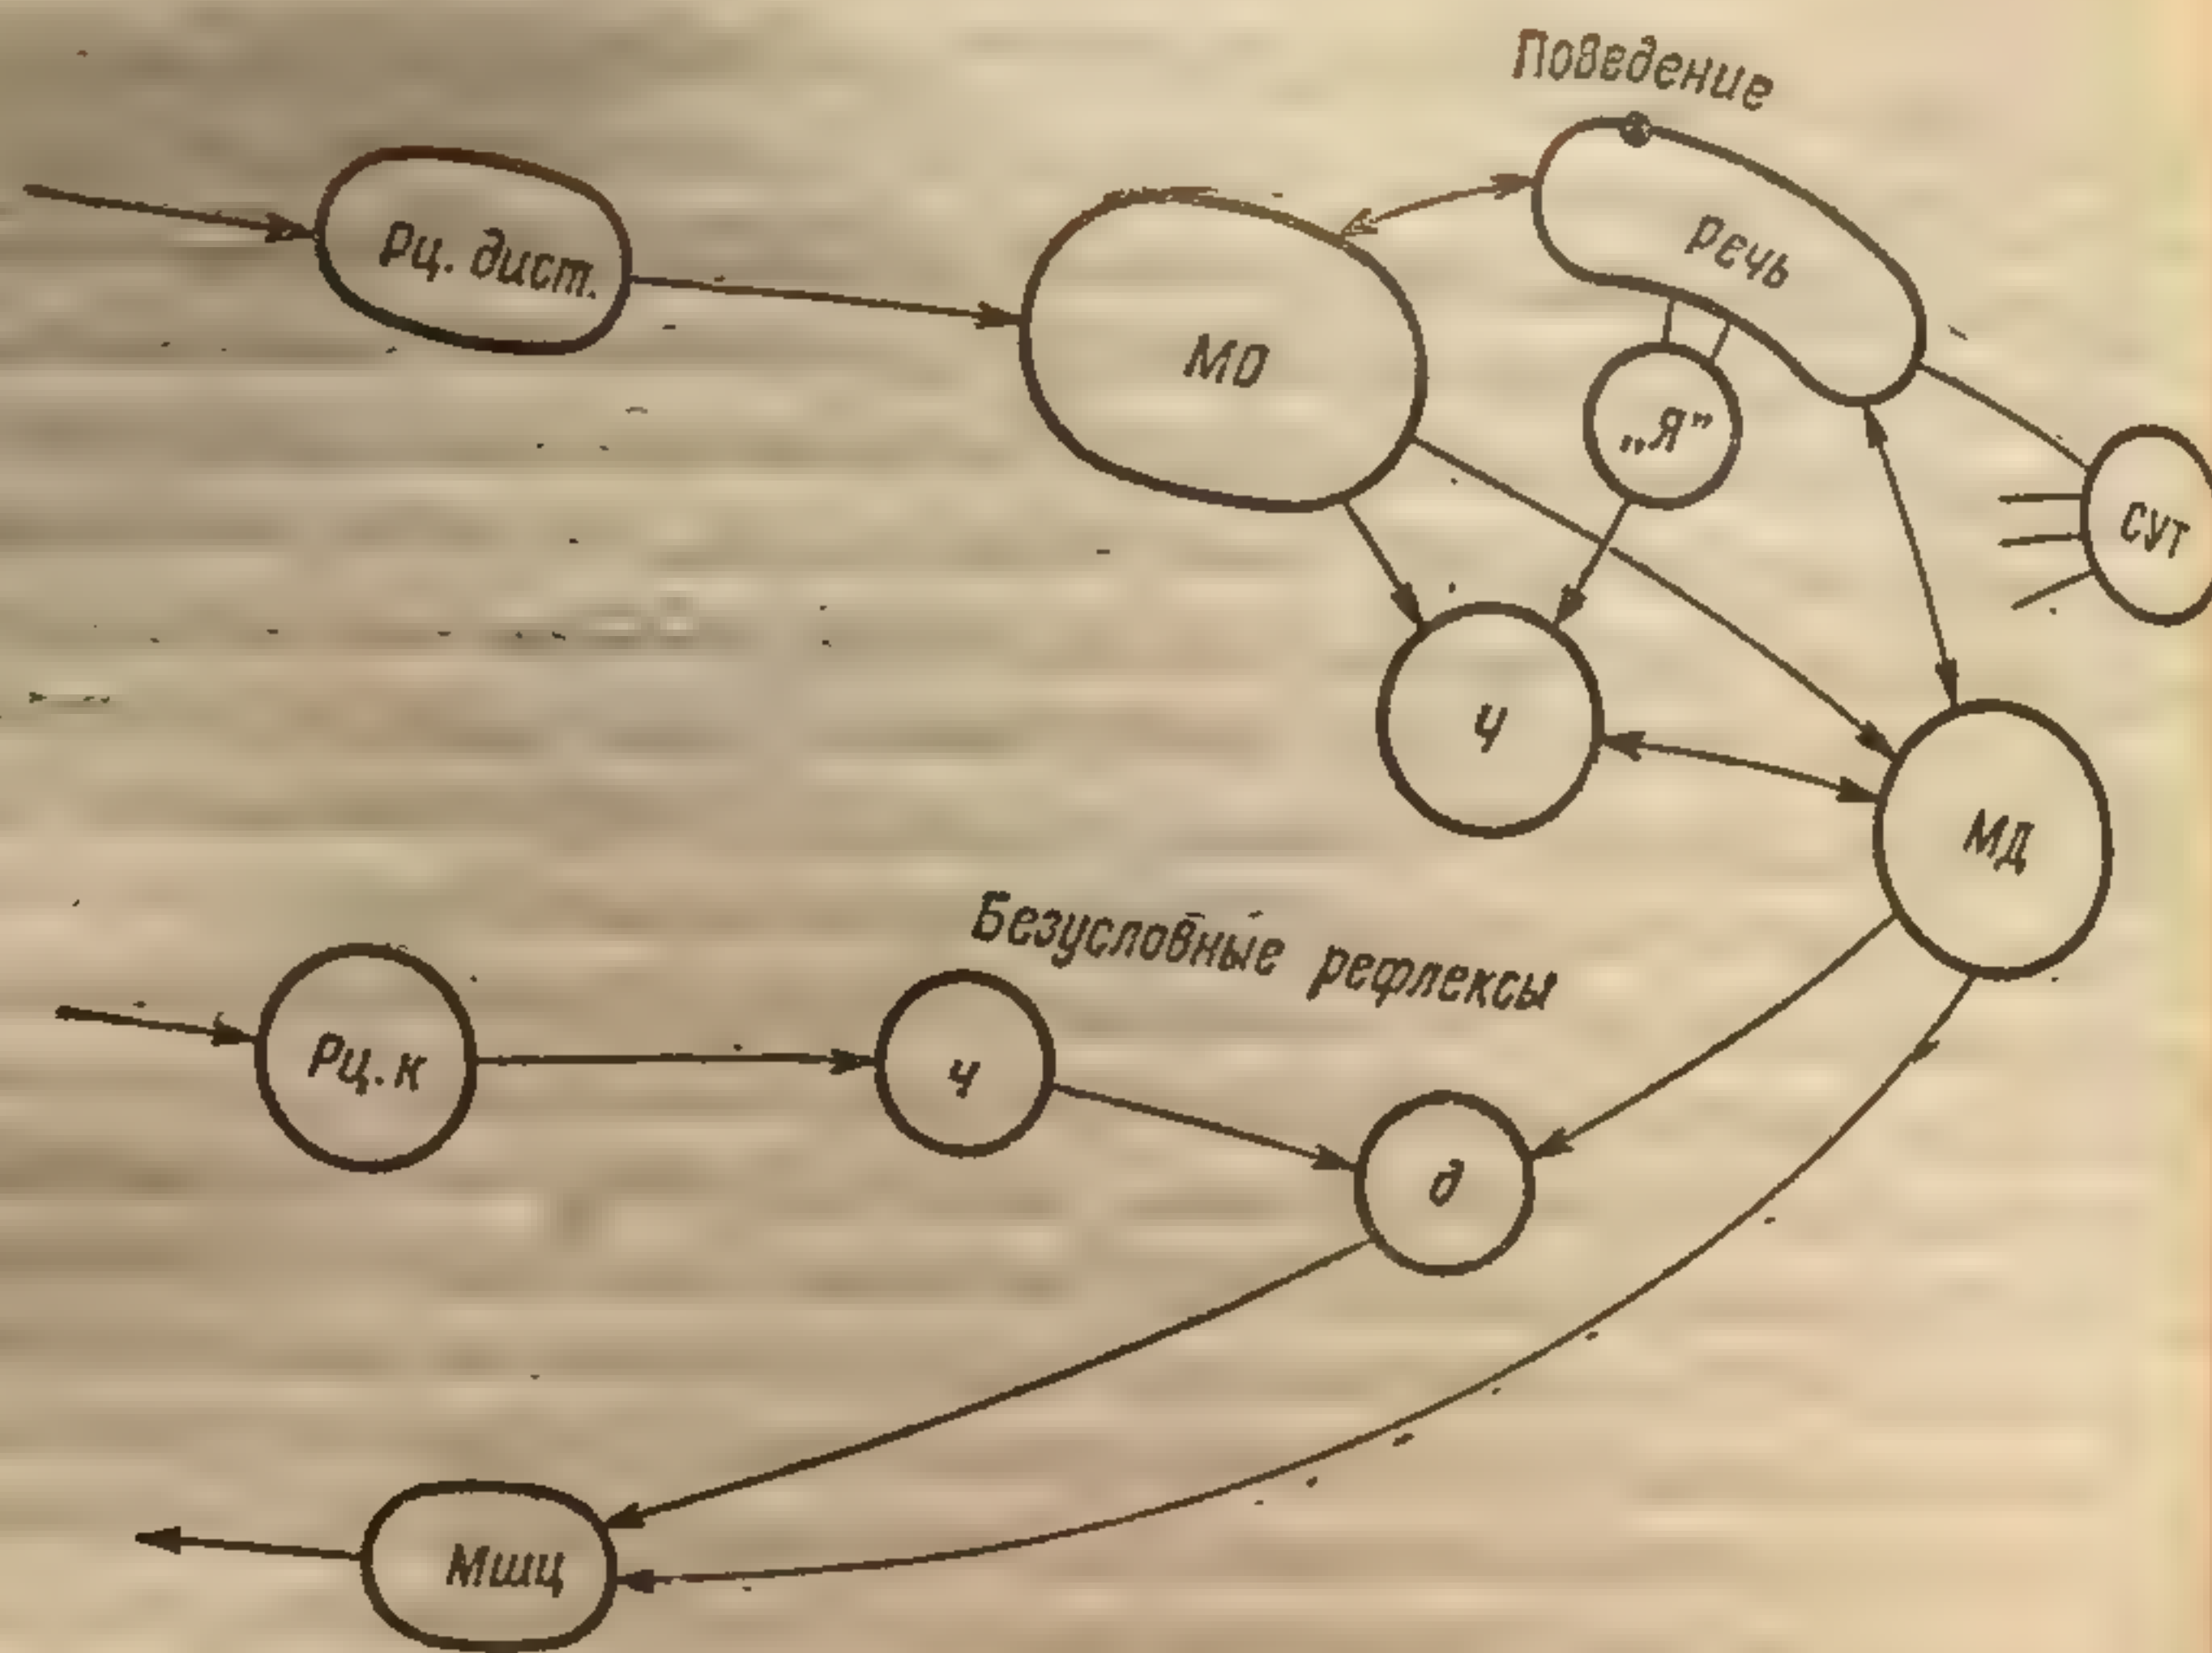 Поведение
Рц. дист.
речь
МО
„Я”
СУТ
Ч
МД
Безусловные рефлексы
Рц. к
ч
д
Мшц